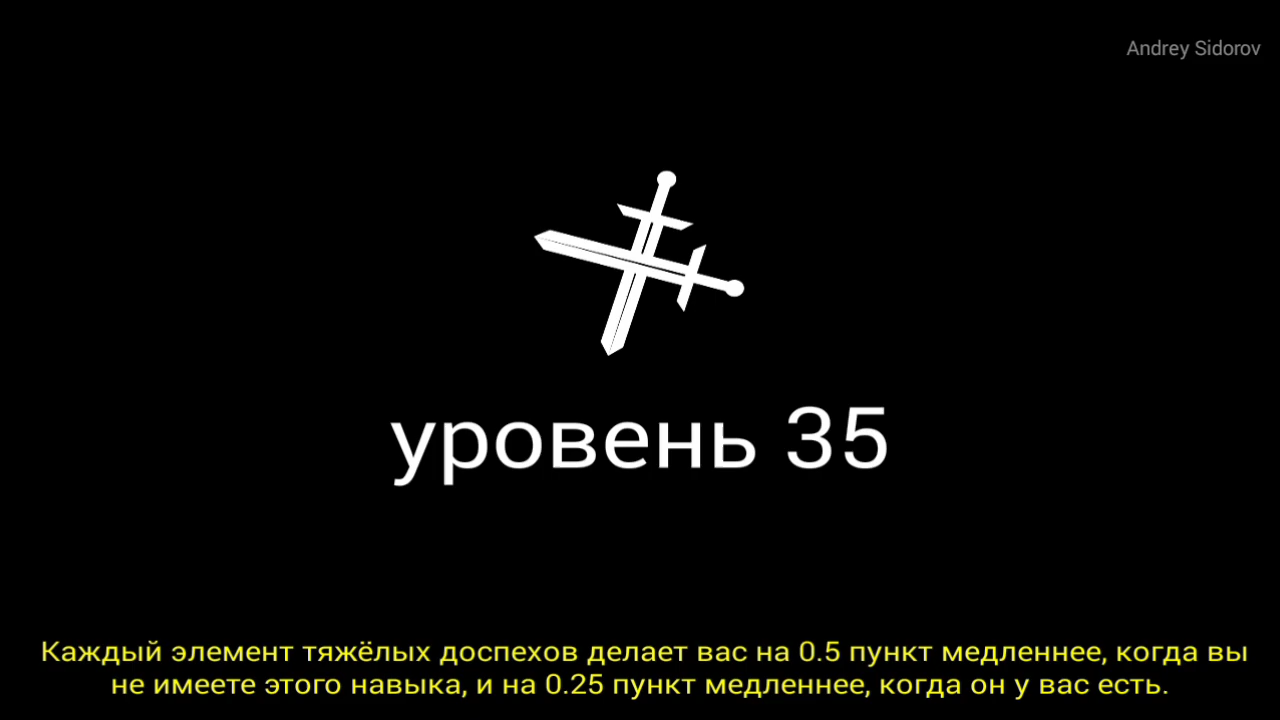 Andrey Sidorov
уровень 35
Каждый элемент тяжёлых доспехов делает вас на 0.5 пункт медленнее, когда вы
не имеете этого навыка, и на 0.25 пункт медленнее, когда он у вас есть.